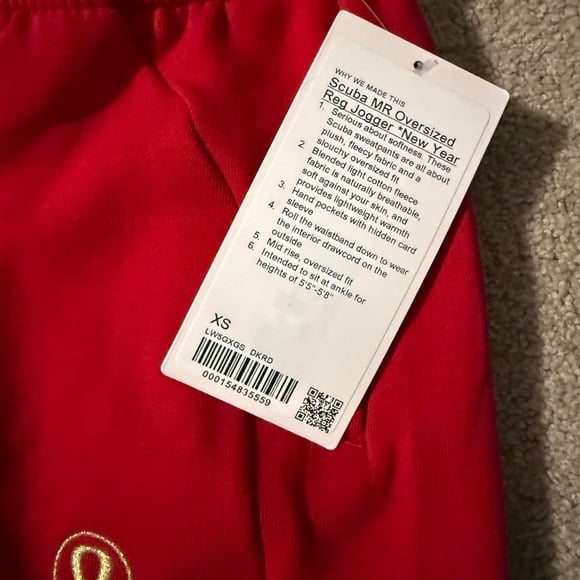 WHY WE MADE THIS
Scuba MR Oversized
Reg Jogger *New Year
1. Serious about softness. These
Scuba sweatpants are all about
plush, fleecy fabric and a
slouchy oversized fit
2. Blended light cotton fleece
fabric is naturally breathable,
soft against your skin, and
provides lightweight warmth
3. Hand pockets with hidden card
sleeve
4. Roll the waistband down to wear
the interior drawcord on the
outside
5. Mid rise, oversized fit
6. Intended to sit at ankle for
heights of 5'5"-5'8"
XS
LW5GXGS DKRD
000154835559